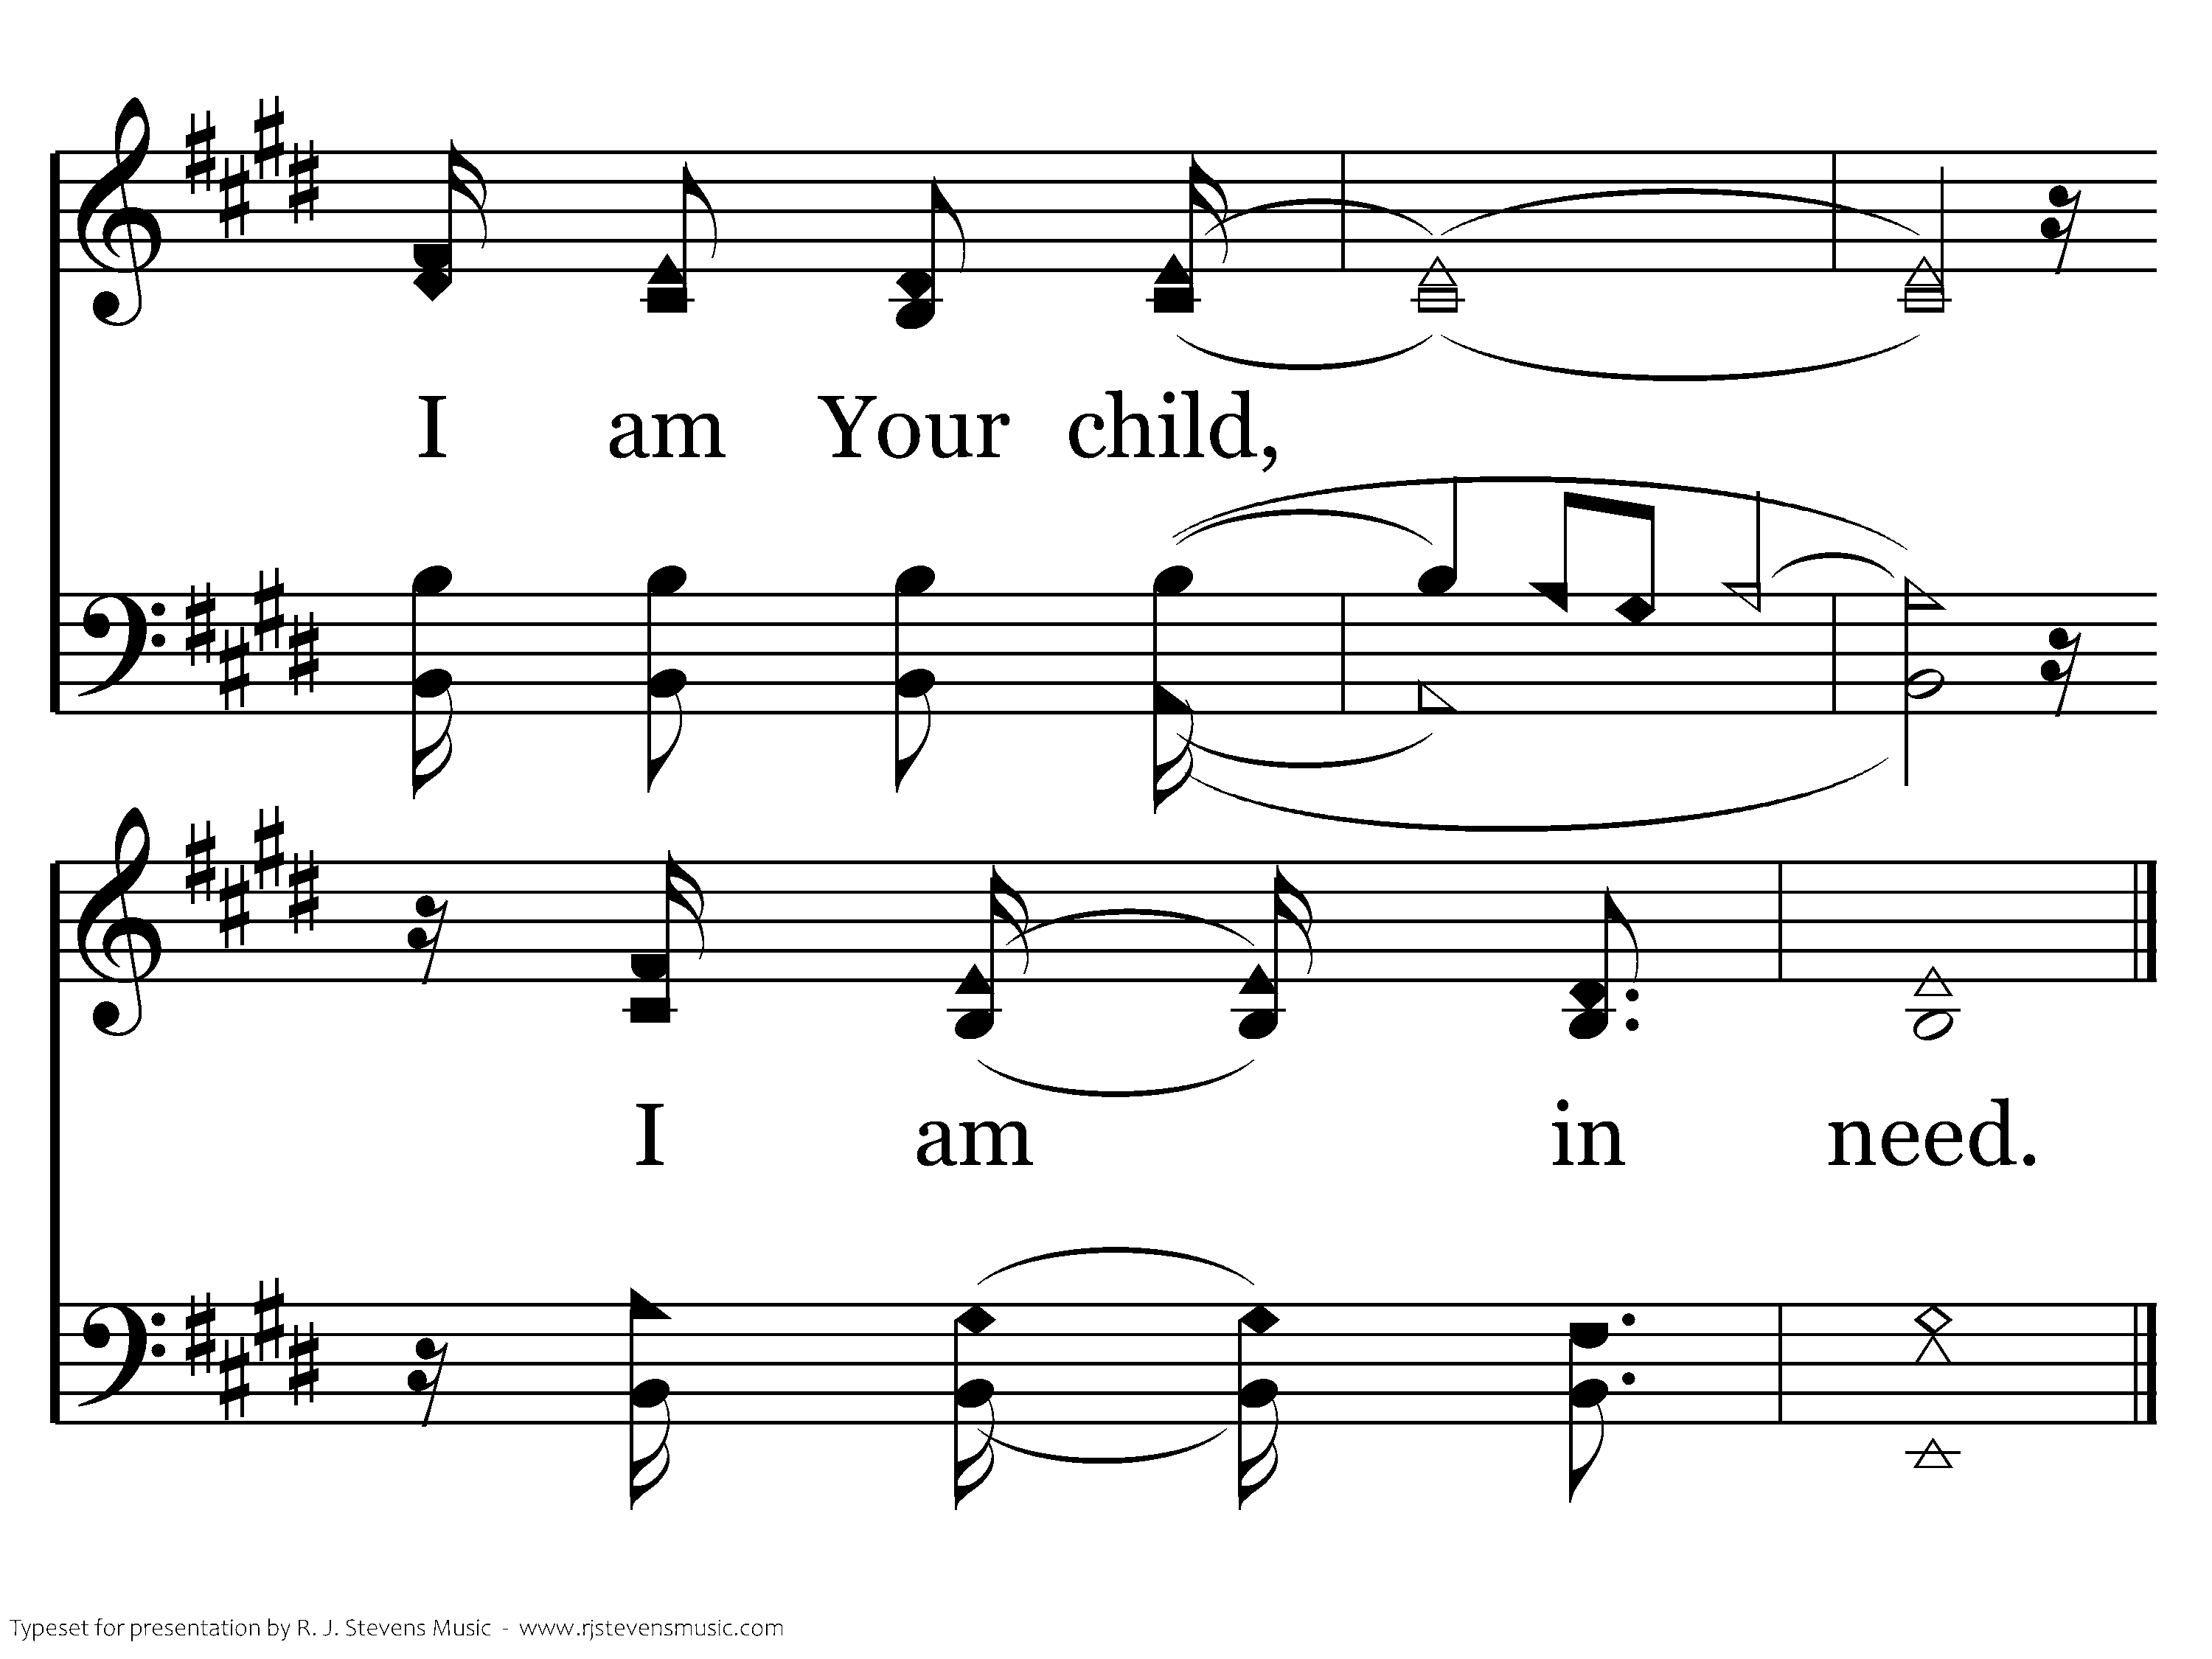 I am Your child,
I am in need.
Typeset for presentation by R. J. Stevens Music - www.rjstevensmusic.com